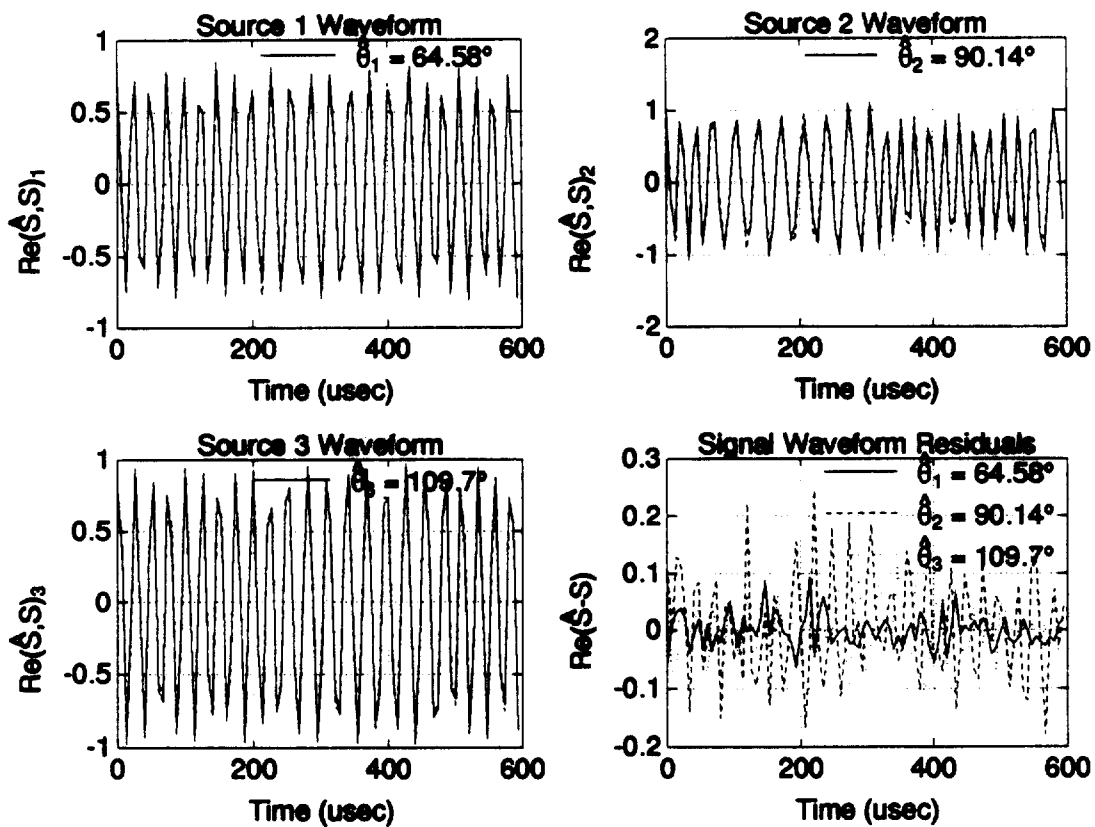 Source 1 Waveform
θ̂₁ = 64.58°
1
0.5
0
-0.5
-1
Re(Ŝ,S)₁
0 200 400 600
Time (usec)
Source 2 Waveform
θ̂₂ = 90.14°
2
1
0
-1
-2
Re(Ŝ,S)₂
0 200 400 600
Time (usec)
Source 3 Waveform
θ̂₃ = 109.7°
1
0.5
0
-0.5
-1
Re(Ŝ,S)₃
0 200 400 600
Time (usec)
Signal Waveform Residuals
θ̂₁ = 64.58°
θ̂₂ = 90.14°
θ̂₃ = 109.7°
0.3
0.2
0.1
0
-0.1
-0.2
Re(Ŝ-S)
0 200 400 600
Time (usec)